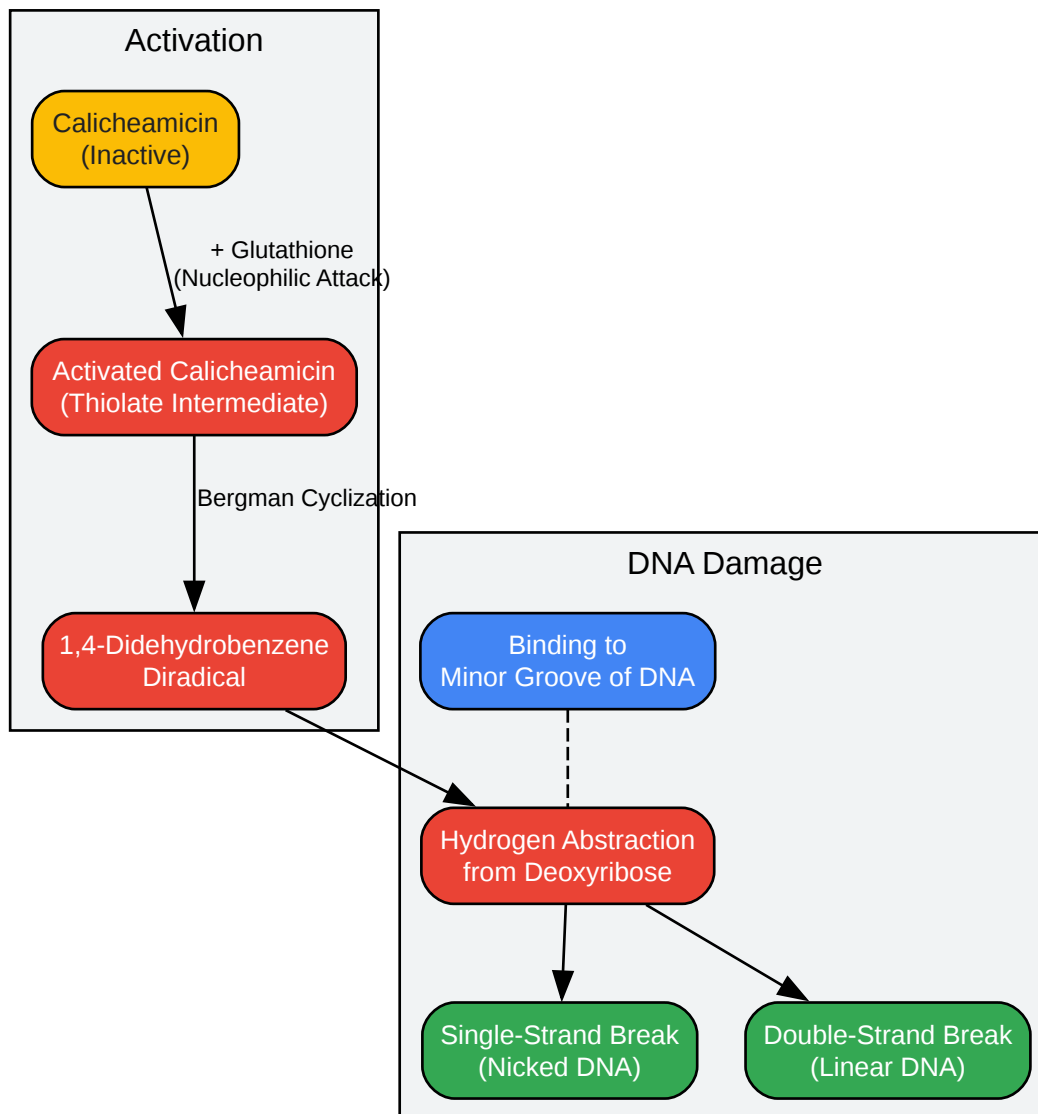 Activation
Calicheamicin
(Inactive)
+ Glutathione
(Nucleophilic Attack)
Activated Calicheamicin
(Thiolate Intermediate)
Bergman Cyclization
1,4-Didehydrobenzene
Diradical
DNA Damage
Binding to
Minor Groove of DNA
Hydrogen Abstraction
from Deoxyribose
Single-Strand Break
(Nicked DNA)
Double-Strand Break
(Linear DNA)